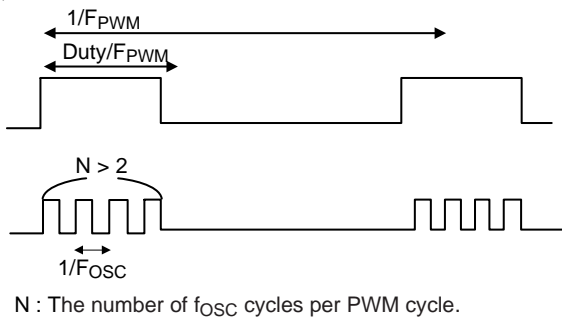 1/FPWM
Duty/FPWM
N > 2
1/FOSC
N : The number of fOSC cycles per PWM cycle.